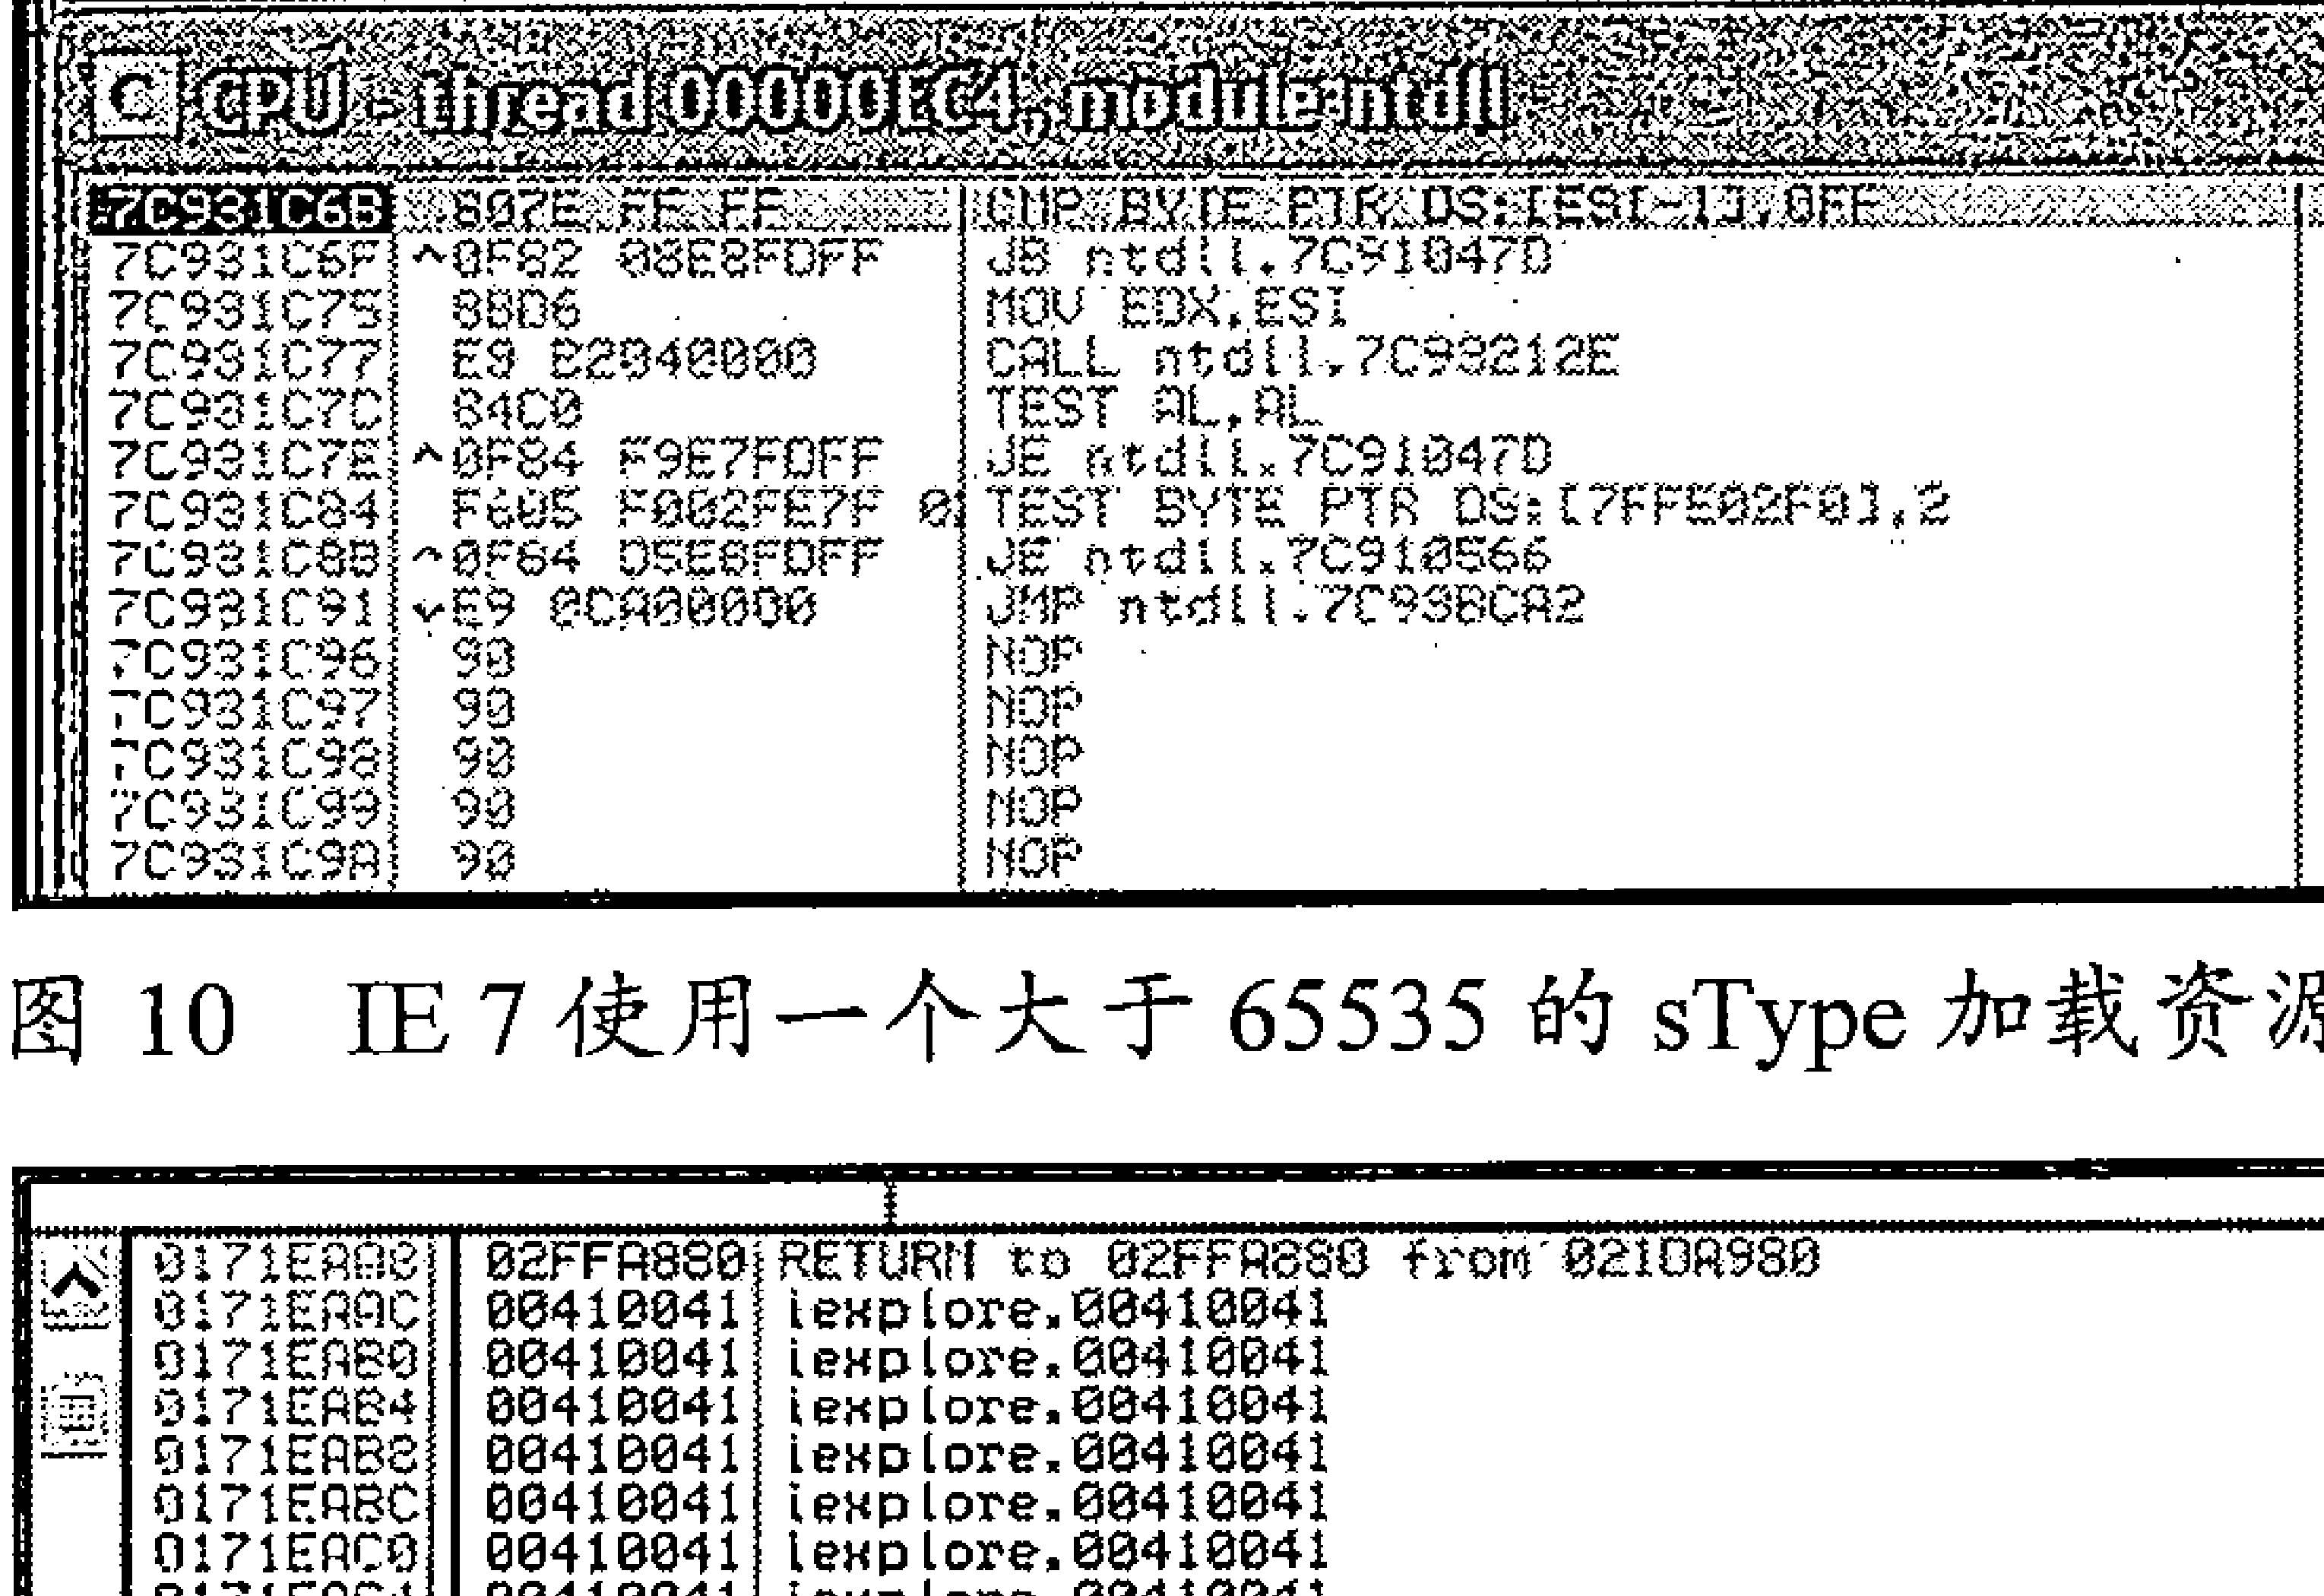 CPU - thread 00000EC4, module ntdll
7C931C6B 807E FF FF CMP BYTE PTR DS:[ESI-1],0FF
7C931C6F ^0F82 08E8FDFF JB ntdll.7C91047D
7C931C75 8BD6 MOV EDX,ESI
7C931C77 E8 B2040000 CALL ntdll.7C93212E
7C931C7C 84C0 TEST AL,AL
7C931C7E ^0F84 F9E7FDFF JE ntdll.7C91047D
7C931C84 F605 F002FE7F 0 TEST BYTE PTR DS:[7FFE02F0],2
7C931C8B ^0F84 D5E8FDFF JE ntdll.7C910566
7C931C91 vE9 0CA00000 JMP ntdll.7C93BCA2
7C931C96 90 NOP
7C931C97 90 NOP
7C931C98 90 NOP
7C931C99 90 NOP
7C931C9A 90 NOP
图 10 IE 7 使用一个大于 65535 的 sType 加载资源
0171EAA8 02FFA880 RETURN to 02FFA880 from 021DA980
0171EAAC 00410041 iexplore.00410041
0171EAB0 00410041 iexplore.00410041
0171EAB4 00410041 iexplore.00410041
0171EAB8 00410041 iexplore.00410041
0171EABC 00410041 iexplore.00410041
0171EAC0 00410041 iexplore.00410041